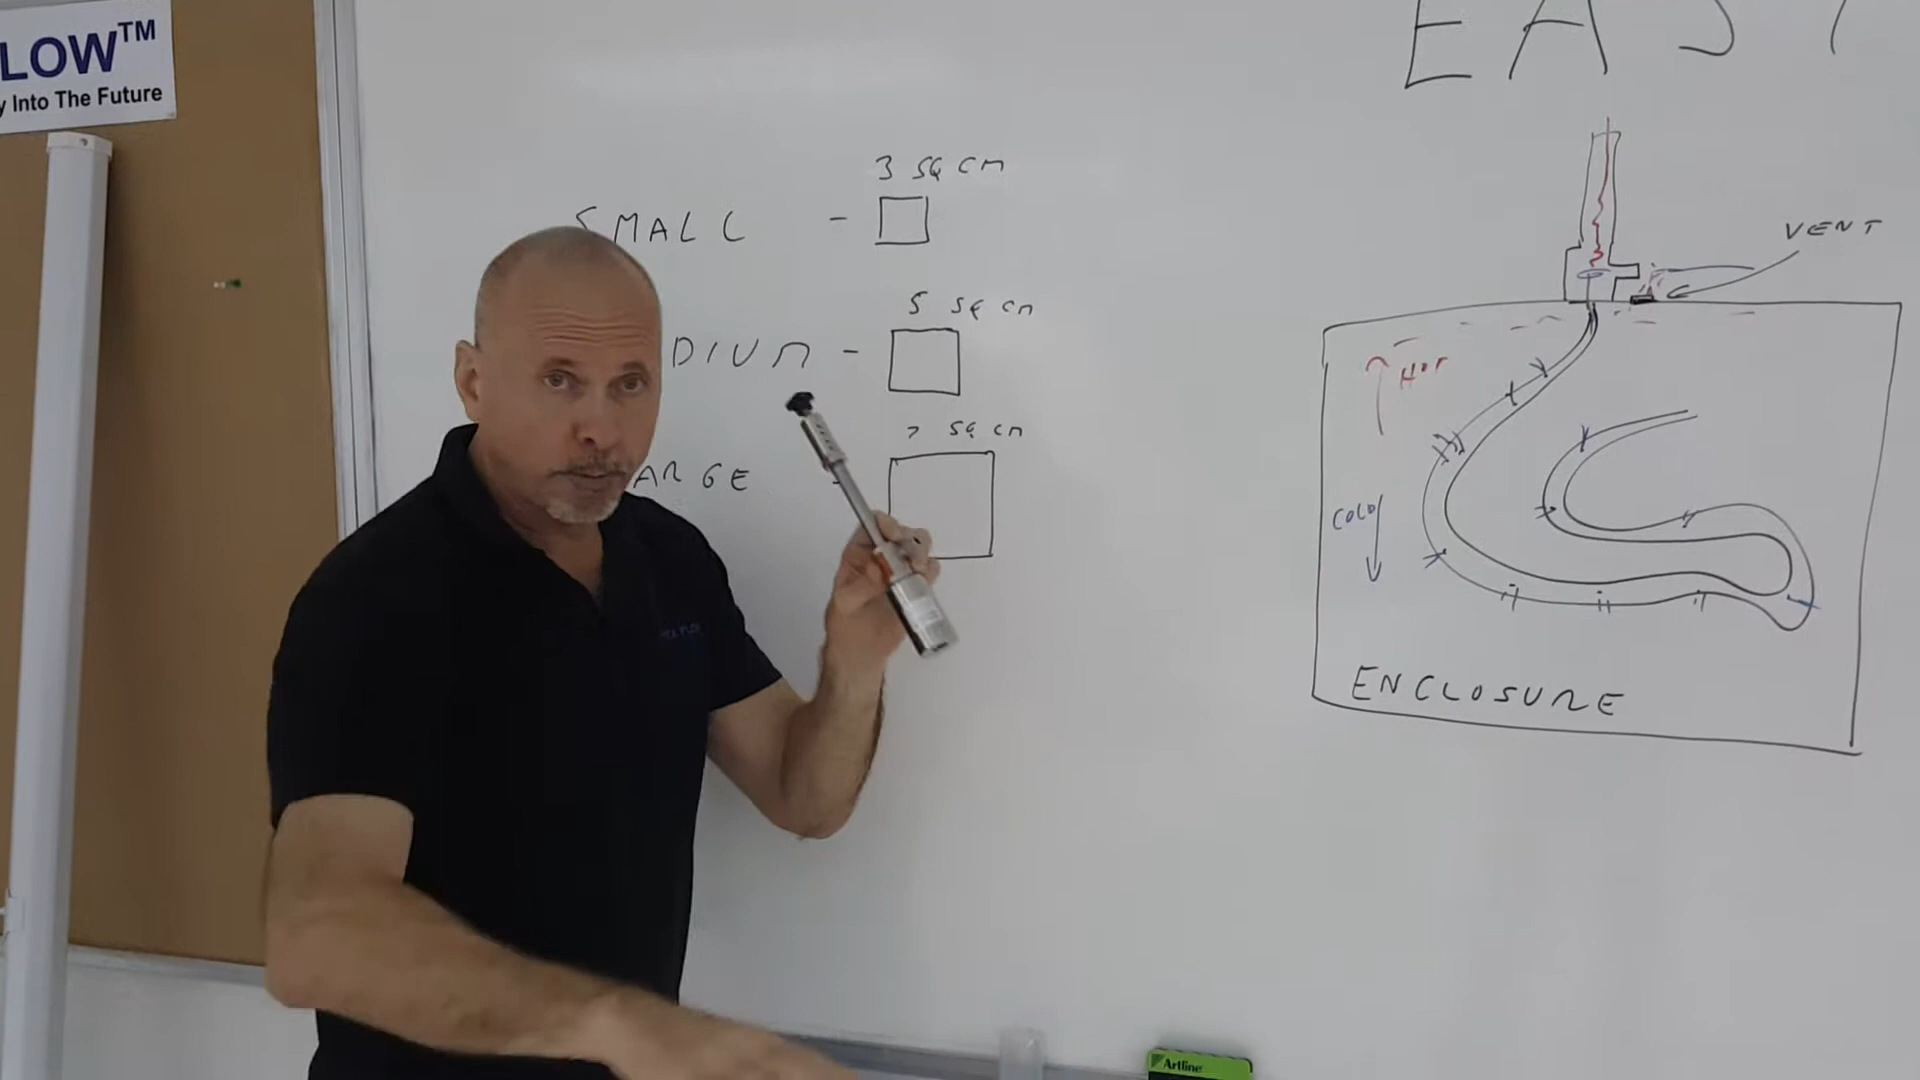 LOW™
y Into The Future
EASY
3 SQ CM
SMALL -
5 SQ CM
DIUM -
7 SQ CM
ARGE -
VENT
HOT
COLD
ENCLOSURE
Artline